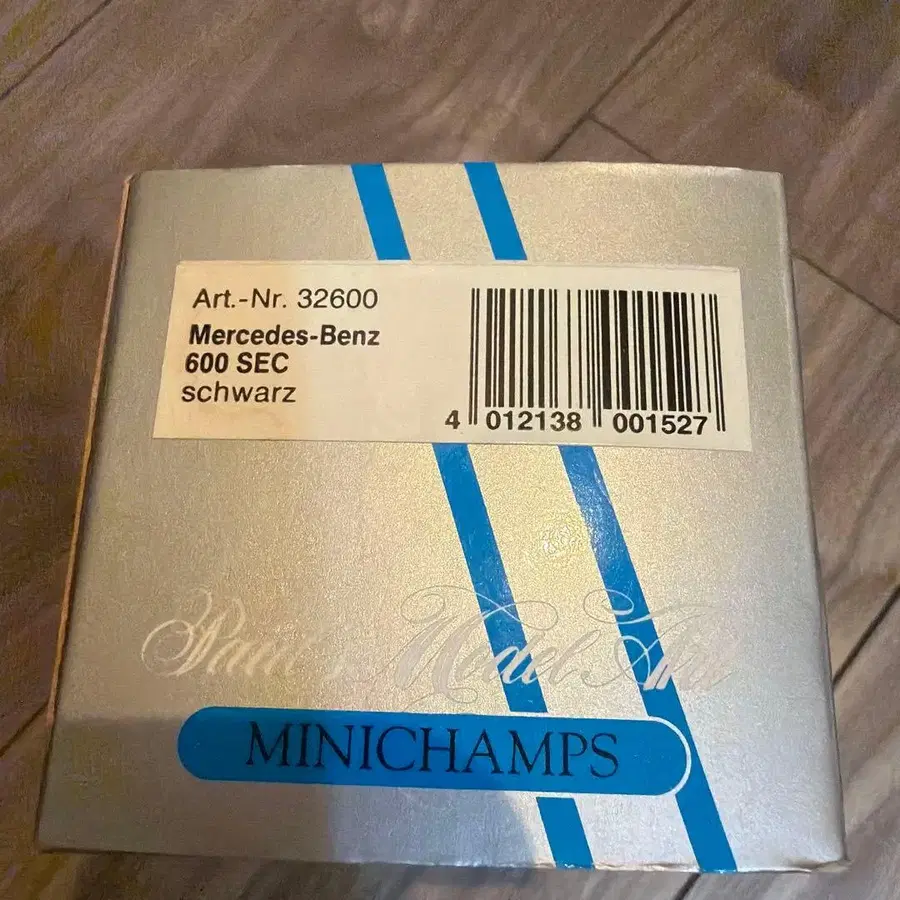 Art.-Nr. 32600
Mercedes-Benz
600 SEC
schwarz
4 012138 001527
Paul's Model Art
MINICHAMPS